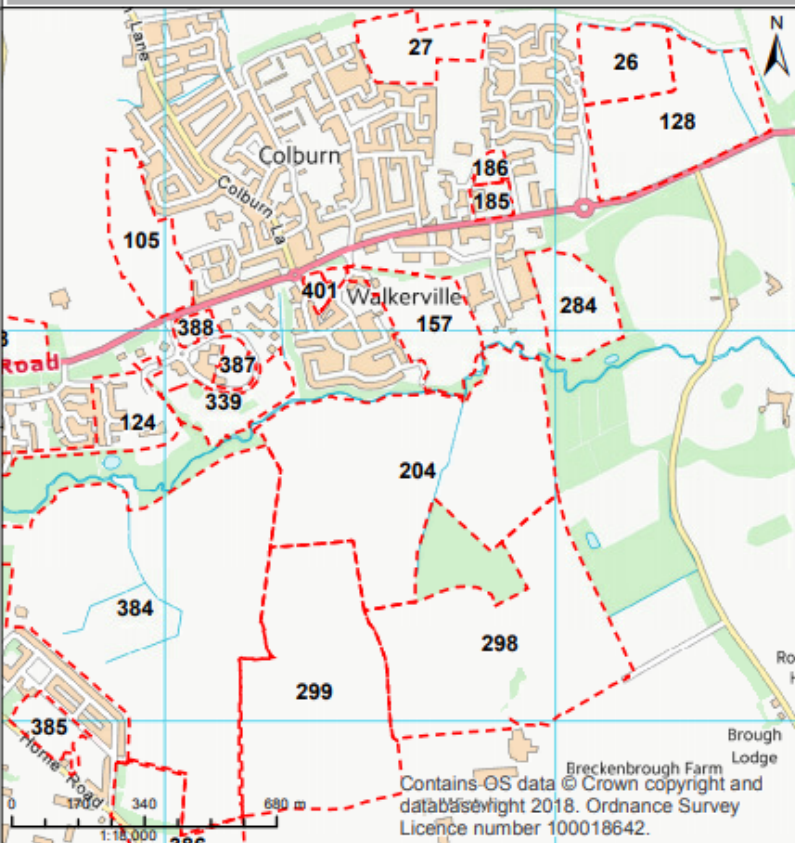 N
Lane
27
26
128
Colburn
186
Colburn La
185
105
401
Walkerville
284
157
388
Road
387
339
124
204
384
298
299
385
Horne Road
Brough
Lodge
Breckenbrough Farm
Contains OS data © Crown copyright and
database right 2018. Ordnance Survey
Licence number 100018642.
0 170 340 680 m
1:18,000
386